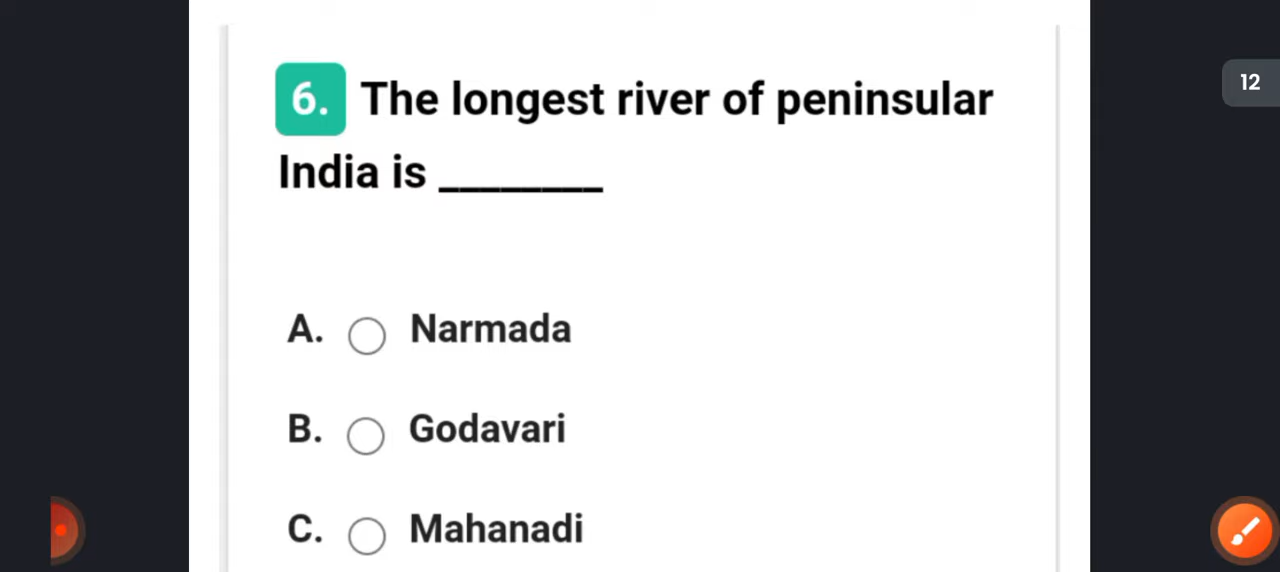 12
6. The longest river of peninsular
India is ________
A. Narmada
B. Godavari
C. Mahanadi